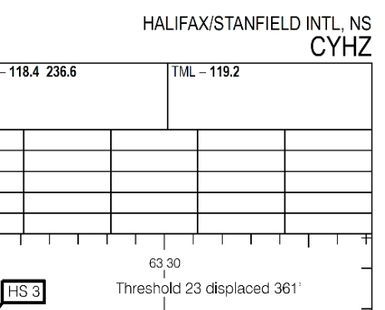 HALIFAX/STANFIELD INTL, NS
CYHZ
– 118.4 236.6
TML – 119.2
63 30
HS 3
Threshold 23 displaced 361'